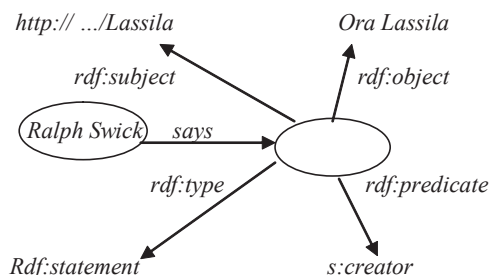 http:// .../Lassila
Ora Lassila
rdf:subject
rdf:object
Ralph Swick
says
rdf:type
rdf:predicate
Rdf:statement
s:creator